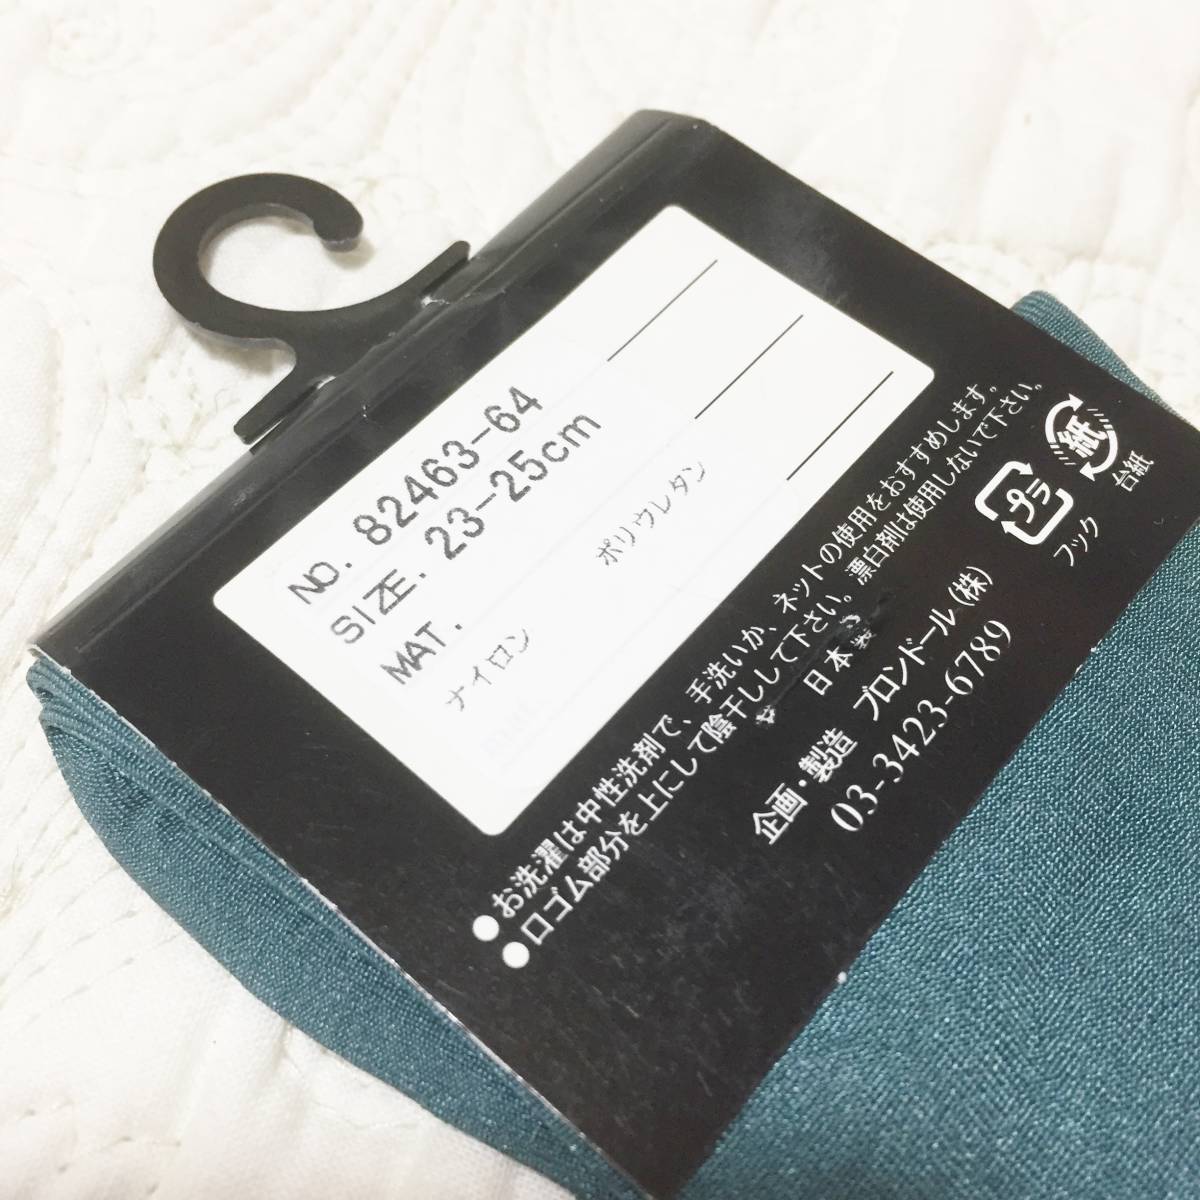 NO. 82463-64
SIZE. 23-25cm
MAT.
ナイロン ポリウレタン
●お洗濯は中性洗剤で、手洗いか、ネットの使用をおすすめします。
●口ゴム部分を上にして陰干しして下さい。漂白剤は使用しないで下さい。
日本製
企画・製造 ブロンドール(株)
03-3423-6789
プラ
フック
紙
台紙